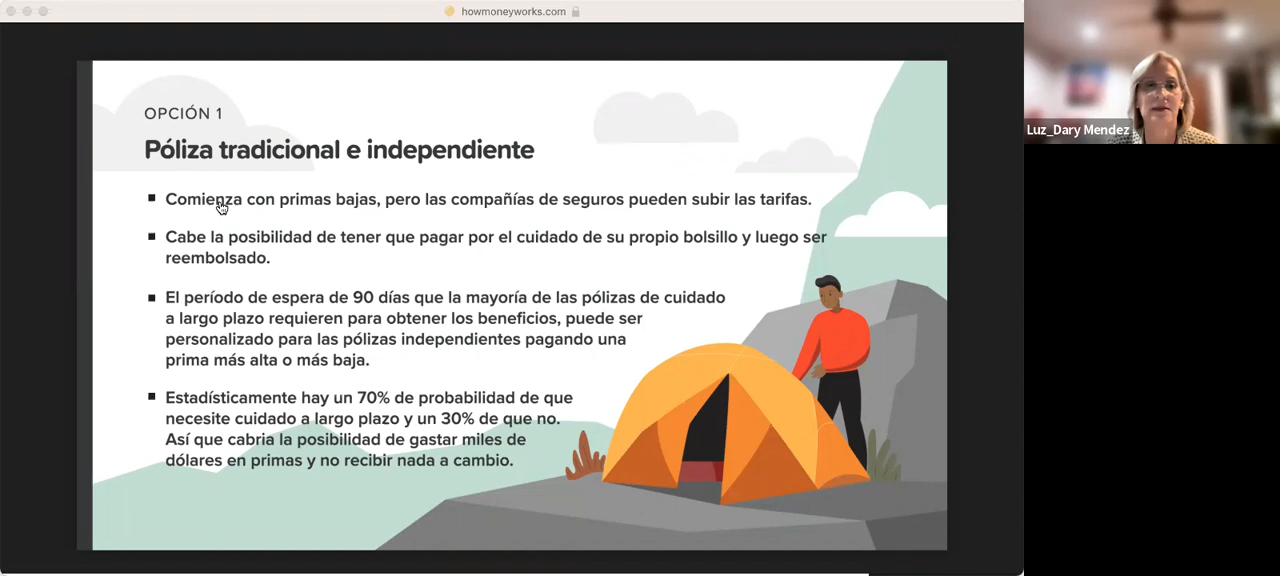 howmoneyworks.com
OPCIÓN 1
Póliza tradicional e independiente
Comienza con primas bajas, pero las compañías de seguros pueden subir las tarifas.
Cabe la posibilidad de tener que pagar por el cuidado de su propio bolsillo y luego ser
reembolsado.
El período de espera de 90 días que la mayoría de las pólizas de cuidado
a largo plazo requieren para obtener los beneficios, puede ser
personalizado para las pólizas independientes pagando una
prima más alta o más baja.
Estadísticamente hay un 70% de probabilidad de que
necesite cuidado a largo plazo y un 30% de que no.
Así que cabria la posibilidad de gastar miles de
dólares en primas y no recibir nada a cambio.
Luz_Dary Mendez